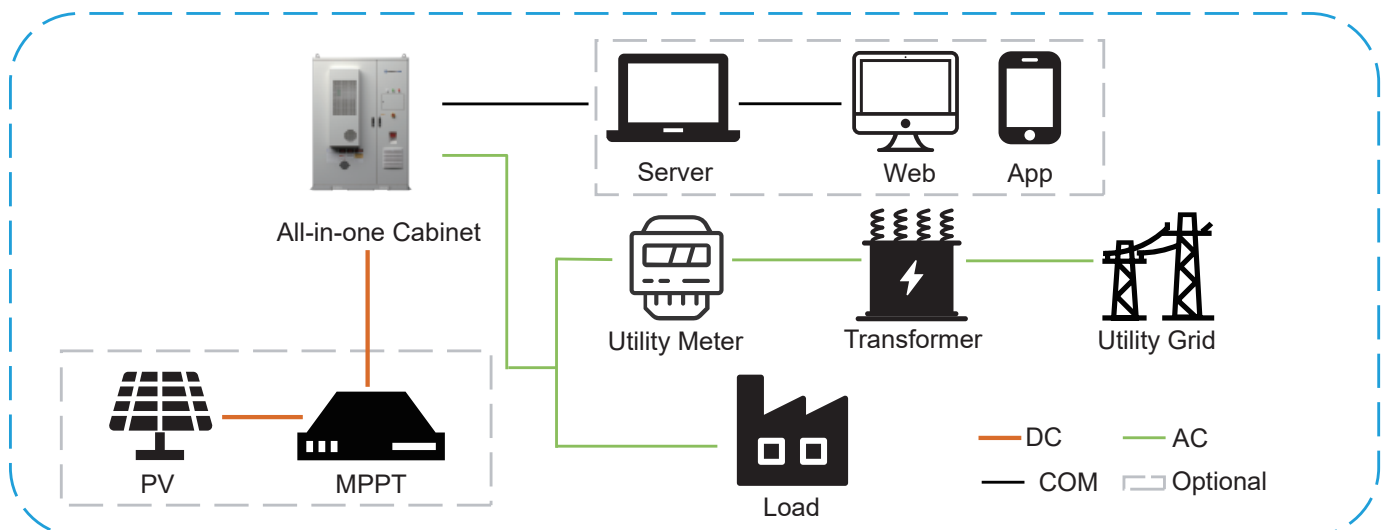 Server
Web
App
All-in-one Cabinet
Utility Meter
Transformer
Utility Grid
PV
MPPT
Load
DC
AC
COM
Optional